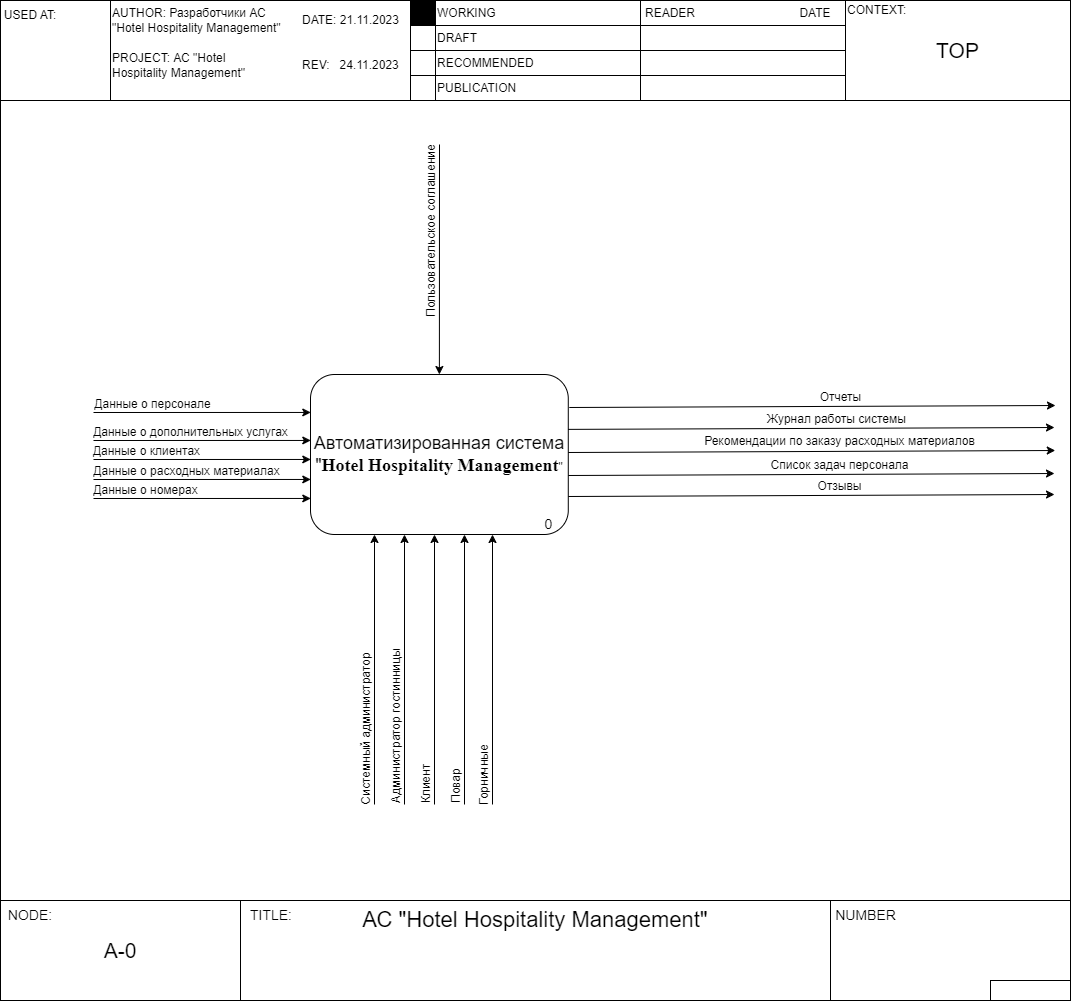 USED AT:
AUTHOR: Разработчики АС
"Hotel Hospitality Management"
DATE: 21.11.2023
PROJECT: АС "Hotel
Hospitality Management"
REV: 24.11.2023
WORKING
DRAFT
RECOMMENDED
PUBLICATION
READER
DATE
CONTEXT:
TOP
Пользовательское соглашение
Данные о персонале
Данные о дополнительных услугах
Данные о клиентах
Данные о расходных материалах
Данные о номерах
Автоматизированная система
"Hotel Hospitality Management"
0
Отчеты
Журнал работы системы
Рекомендации по заказу расходных материалов
Список задач персонала
Отзывы
Системный администратор
Администратор гостинницы
Клиент
Повар
Горничные
NODE:
A-0
TITLE:
АС "Hotel Hospitality Management"
NUMBER